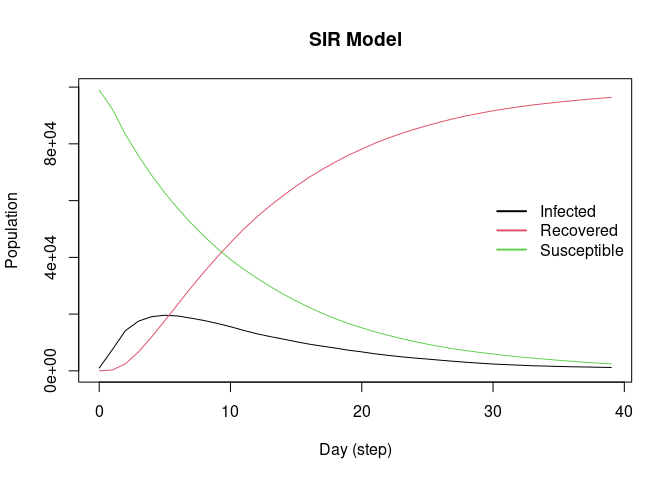 SIR Model
Population
8e+04
4e+04
0e+00
Infected
Recovered
Susceptible
0 10 20 30 40
Day (step)